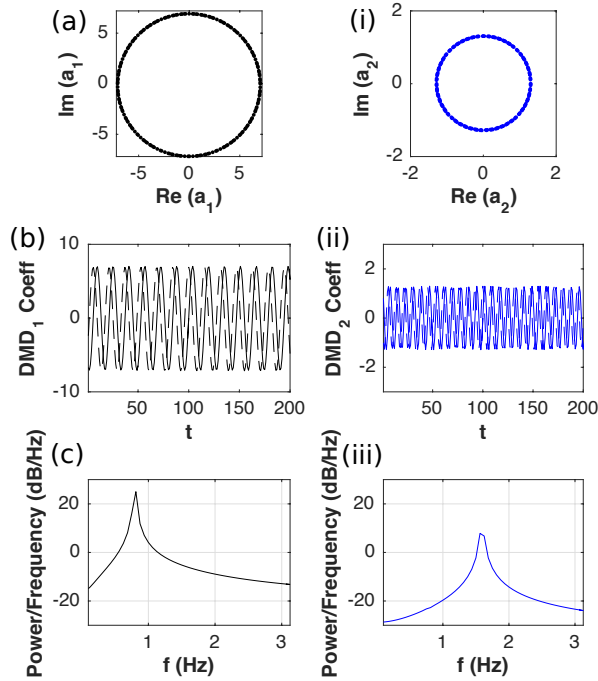 (a)
Im (a1)
5
0
-5
-5 0 5
Re (a1)
(i)
Im (a2)
2
0
-2
-2 0 2
Re (a2)
(b)
DMD1 Coeff
10
0
-10
50 100 150 200
t
(ii)
DMD2 Coeff
2
0
-2
50 100 150 200
t
(c)
Power/Frequency (dB/Hz)
20
0
-20
1 2 3
f (Hz)
(iii)
Power/Frequency (dB/Hz)
20
0
-20
1 2 3
f (Hz)